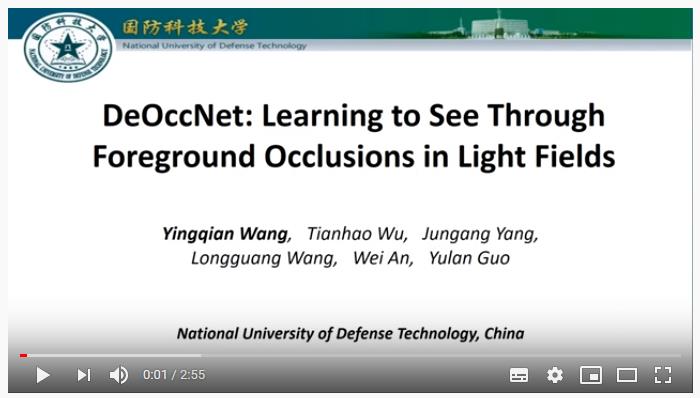 国防科技大学
National University of Defense Technology
DeOccNet: Learning to See Through
Foreground Occlusions in Light Fields
Yingqian Wang, Tianhao Wu, Jungang Yang,
Longguang Wang, Wei An, Yulan Guo
National University of Defense Technology, China
0:01 / 2:55